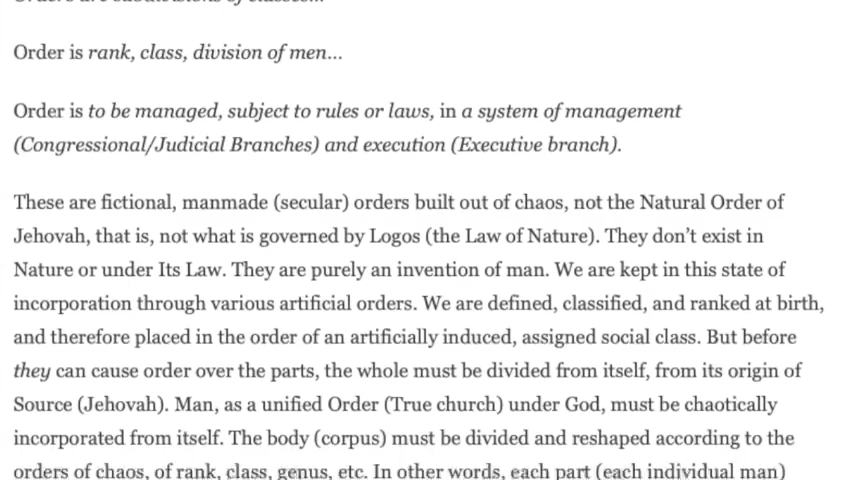 Orders are subdivisions of classes...
Order is rank, class, division of men...
Order is to be managed, subject to rules or laws, in a system of management
(Congressional/Judicial Branches) and execution (Executive branch).
These are fictional, manmade (secular) orders built out of chaos, not the Natural Order of
Jehovah, that is, not what is governed by Logos (the Law of Nature). They don’t exist in
Nature or under Its Law. They are purely an invention of man. We are kept in this state of
incorporation through various artificial orders. We are defined, classified, and ranked at birth,
and therefore placed in the order of an artificially induced, assigned social class. But before
they can cause order over the parts, the whole must be divided from itself, from its origin of
Source (Jehovah). Man, as a unified Order (True church) under God, must be chaotically
incorporated from itself. The body (corpus) must be divided and reshaped according to the
orders of chaos, of rank, class, genus, etc. In other words, each part (each individual man)